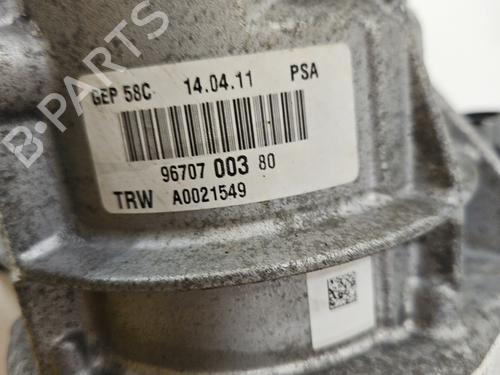 B-PARTS
GEP 58C 14.04.11 PSA
96707 003 80
TRW A0021549